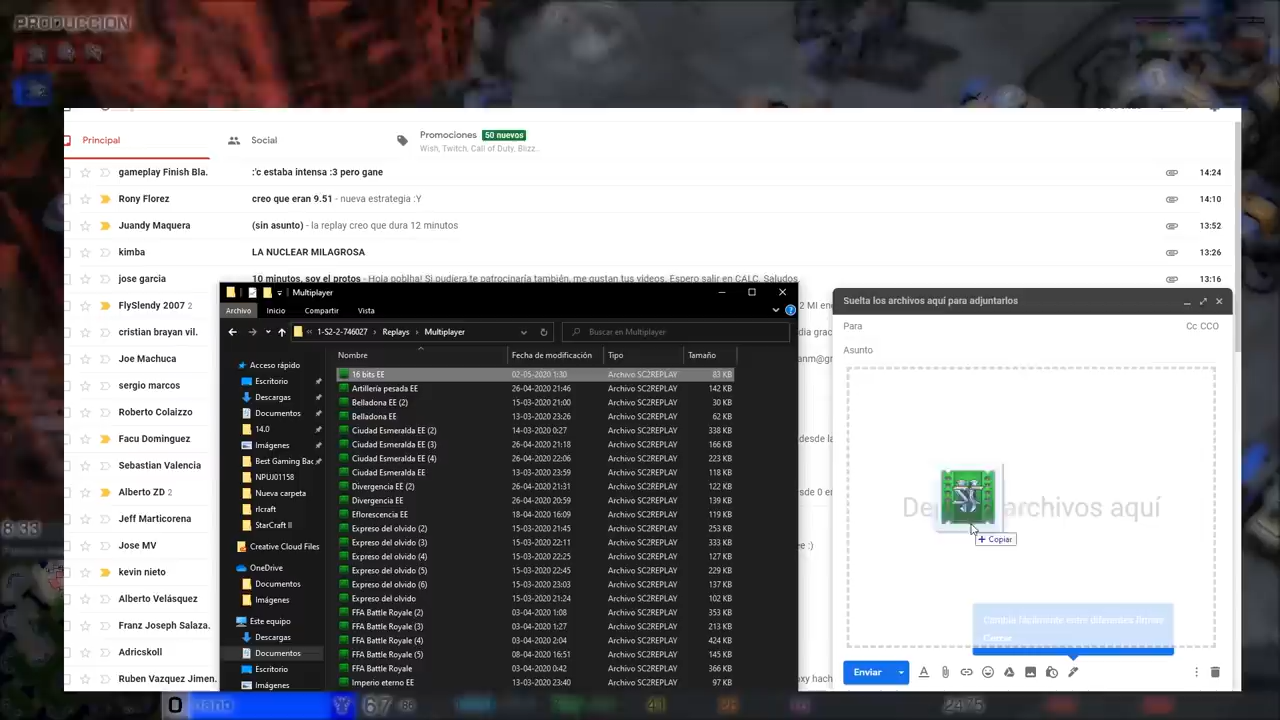 PRODUCCION
Principal
Social
Promociones 50 nuevos
Wish, Twitch, Call of Duty, Blizz...
gameplay Finish Bla. :'c estaba intensa :3 pero gane 14:24
Rony Florez creo que eran 9.51 - nueva estrategia :Y 14:10
Juandy Maquera (sin asunto) - la replay creo que dura 12 minutos 13:52
kimba LA NUCLEAR MILAGROSA 13:26
jose garcia 10 minutos, soy el protos - Hola poblha! Si pudiera te patrocinaría también, me gustan tus videos. Espero salir en CALC. Saludos 13:16
FlySlendy 2007 2
cristian brayan vil.
Joe Machuca
sergio marcos
Roberto Colaizzo
Facu Dominguez
Sebastian Valencia
Alberto ZD 2
Jeff Marticorena
Jose MV
kevin nieto
Alberto Velásquez
Franz Joseph Salaza.
Adricskoll
Ruben Vazquez Jimen.
Multiplayer
Archivo Inicio Compartir Vista
« 1-S2-2-746027 Replays Multiplayer
Buscar en Multiplayer
Nombre Fecha de modificación Tipo Tamaño
Acceso rápido
Escritorio
Descargas
Documentos
14.0
Imágenes
Best Gaming Bac
NPUJ01158
Nueva carpeta
rlcraft
StarCraft II
Creative Cloud Files
OneDrive
Documentos
Imágenes
Este equipo
Descargas
Documentos
Escritorio
Imágenes
16 bits EE 02-05-2020 1:30 Archivo SC2REPLAY 83 KB
Artillería pesada EE 26-04-2020 21:46 Archivo SC2REPLAY 142 KB
Belladona EE (2) 15-03-2020 21:00 Archivo SC2REPLAY 30 KB
Belladona EE 13-03-2020 23:26 Archivo SC2REPLAY 62 KB
Ciudad Esmeralda EE (2) 14-03-2020 0:27 Archivo SC2REPLAY 338 KB
Ciudad Esmeralda EE (3) 26-04-2020 21:18 Archivo SC2REPLAY 166 KB
Ciudad Esmeralda EE (4) 26-04-2020 22:06 Archivo SC2REPLAY 223 KB
Ciudad Esmeralda EE 13-03-2020 23:59 Archivo SC2REPLAY 118 KB
Divergencia EE (2) 26-04-2020 21:31 Archivo SC2REPLAY 122 KB
Divergencia EE 26-04-2020 20:59 Archivo SC2REPLAY 139 KB
Eflorescencia EE 18-04-2020 16:09 Archivo SC2REPLAY 119 KB
Expreso del olvido (2) 15-03-2020 21:45 Archivo SC2REPLAY 253 KB
Expreso del olvido (3) 15-03-2020 22:11 Archivo SC2REPLAY 333 KB
Expreso del olvido (4) 15-03-2020 22:25 Archivo SC2REPLAY 127 KB
Expreso del olvido (5) 15-03-2020 22:45 Archivo SC2REPLAY 229 KB
Expreso del olvido (6) 15-03-2020 23:03 Archivo SC2REPLAY 137 KB
Expreso del olvido 15-03-2020 21:24 Archivo SC2REPLAY 102 KB
FFA Battle Royale (2) 03-04-2020 1:08 Archivo SC2REPLAY 353 KB
FFA Battle Royale (3) 03-04-2020 1:27 Archivo SC2REPLAY 213 KB
FFA Battle Royale (4) 03-04-2020 2:04 Archivo SC2REPLAY 424 KB
FFA Battle Royale (5) 08-04-2020 16:51 Archivo SC2REPLAY 145 KB
FFA Battle Royale 03-04-2020 0:42 Archivo SC2REPLAY 366 KB
Imperio eterno EE 13-03-2020 23:40 Archivo SC2REPLAY 93 KB
Suelta los archivos aquí para adjuntarlos
Para Cc CCO
Asunto
archivos aquí
+ Copiar
Cambia fácilmente entre diferentes firmas
Cerrar
Enviar
8:33
0 nano 67 86 41 26 2475